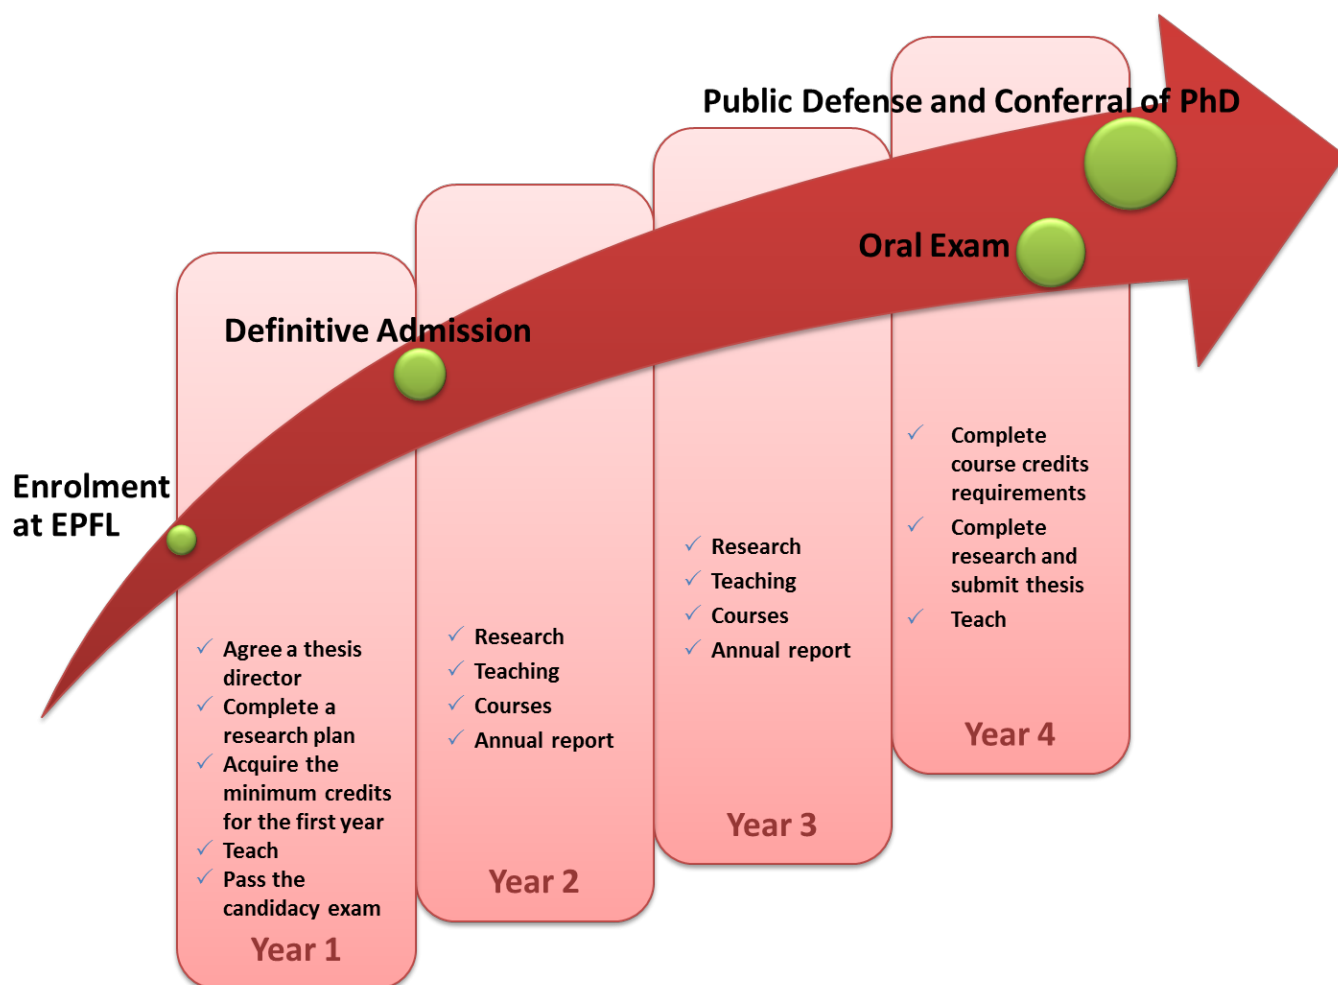 Public Defense and Conferral of PhD
Oral Exam
Definitive Admission
Enrolment
at EPFL
Agree a thesis
director
Complete a
research plan
Acquire the
minimum credits
for the first year
Teach
Pass the
candidacy exam
Year 1
Research
Teaching
Courses
Annual report
Year 2
Research
Teaching
Courses
Annual report
Year 3
Complete
course credits
requirements
Complete
research and
submit thesis
Teach
Year 4